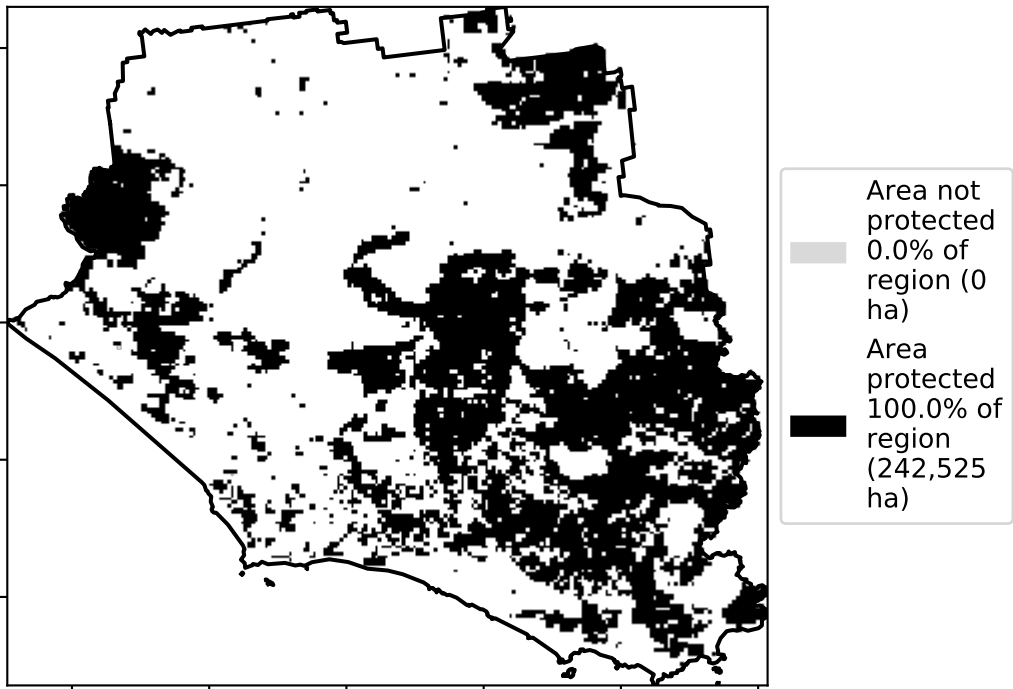 Area not
protected
0.0% of
region (0
ha)
Area
protected
100.0% of
region
(242,525
ha)